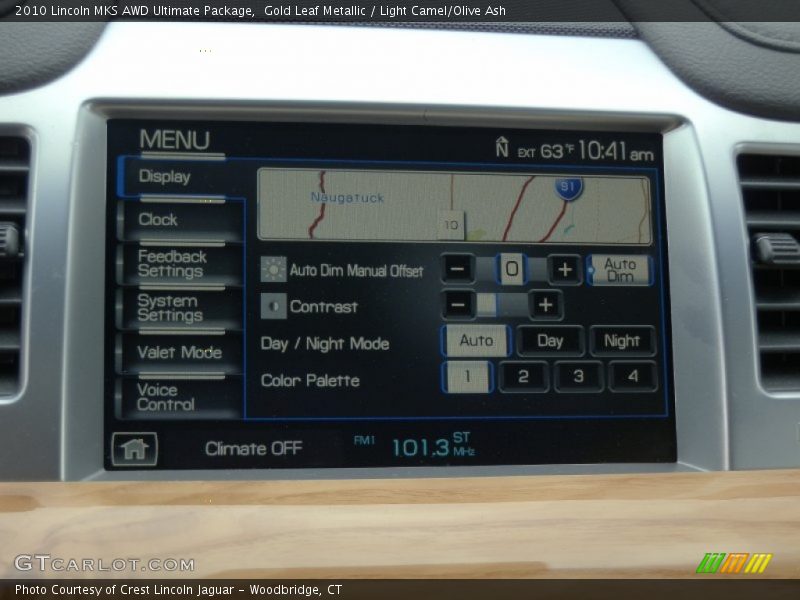 2010 Lincoln MKS AWD Ultimate Package,  Gold Leaf Metallic / Light Camel/Olive Ash
MENU
N EXT 63°F 10:41 am
Display
Clock
Feedback
Settings
System
Settings
Valet Mode
Voice
Control
Naugatuck
10
91
Auto Dim Manual Offset
- 0 +
Auto
Dim
Contrast
- +
Day / Night Mode
Auto Day Night
Color Palette
1 2 3 4
Climate OFF
FM1 101.3 MHz ST
GTCARLOT.COM
Photo Courtesy of Crest Lincoln Jaguar - Woodbridge, CT